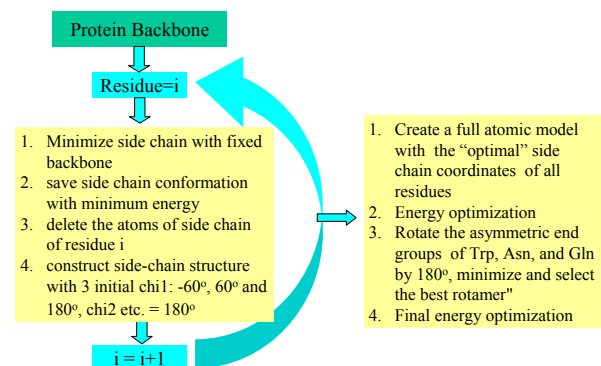 Protein Backbone
Residue=i
1. Minimize side chain with fixed
backbone
2. save side chain conformation
with minimum energy
3. delete the atoms of side chain
of residue i
4. construct side-chain structure
with 3 initial chi1: -60º, 60º and
180º, chi2 etc. = 180º
i = i+1
1. Create a full atomic model
with the “optimal” side
chain coordinates of all
residues
2. Energy optimization
3. Rotate the asymmetric end
groups of Trp, Asn, and Gln
by 180º, minimize and select
the best rotamer"
4. Final energy optimization